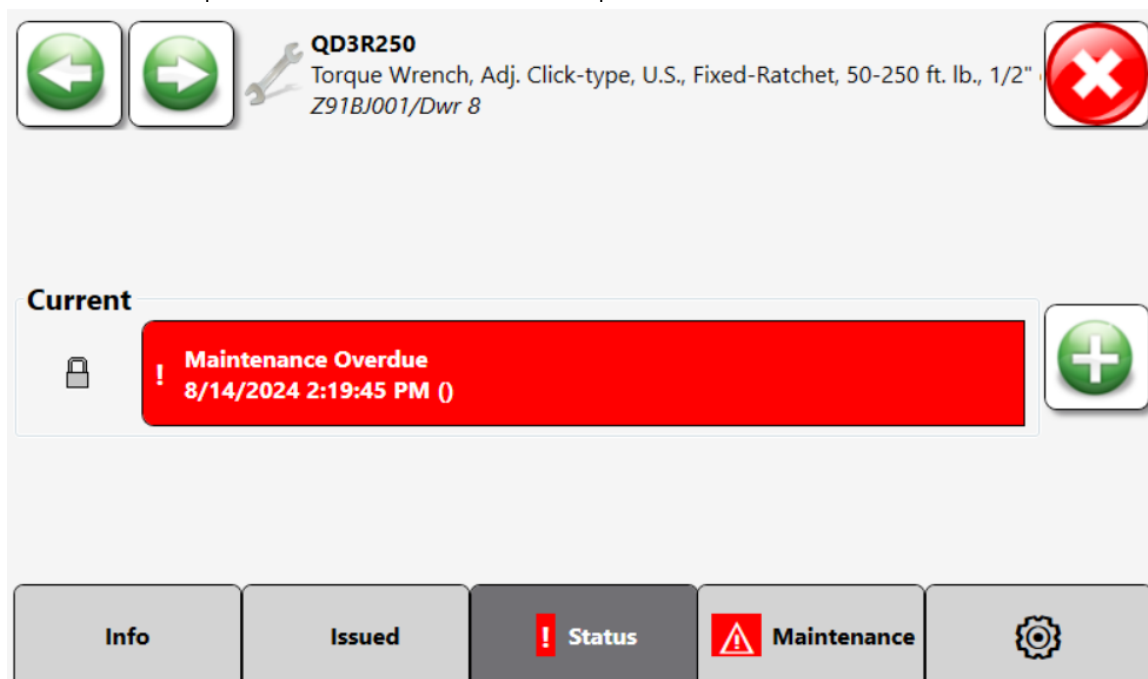 QD3R250
Torque Wrench, Adj. Click-type, U.S., Fixed-Ratchet, 50-250 ft. lb., 1/2"
Z91BJ001/Dwr 8
Current
! Maintenance Overdue
8/14/2024 2:19:45 PM ()
Info
Issued
! Status
Maintenance